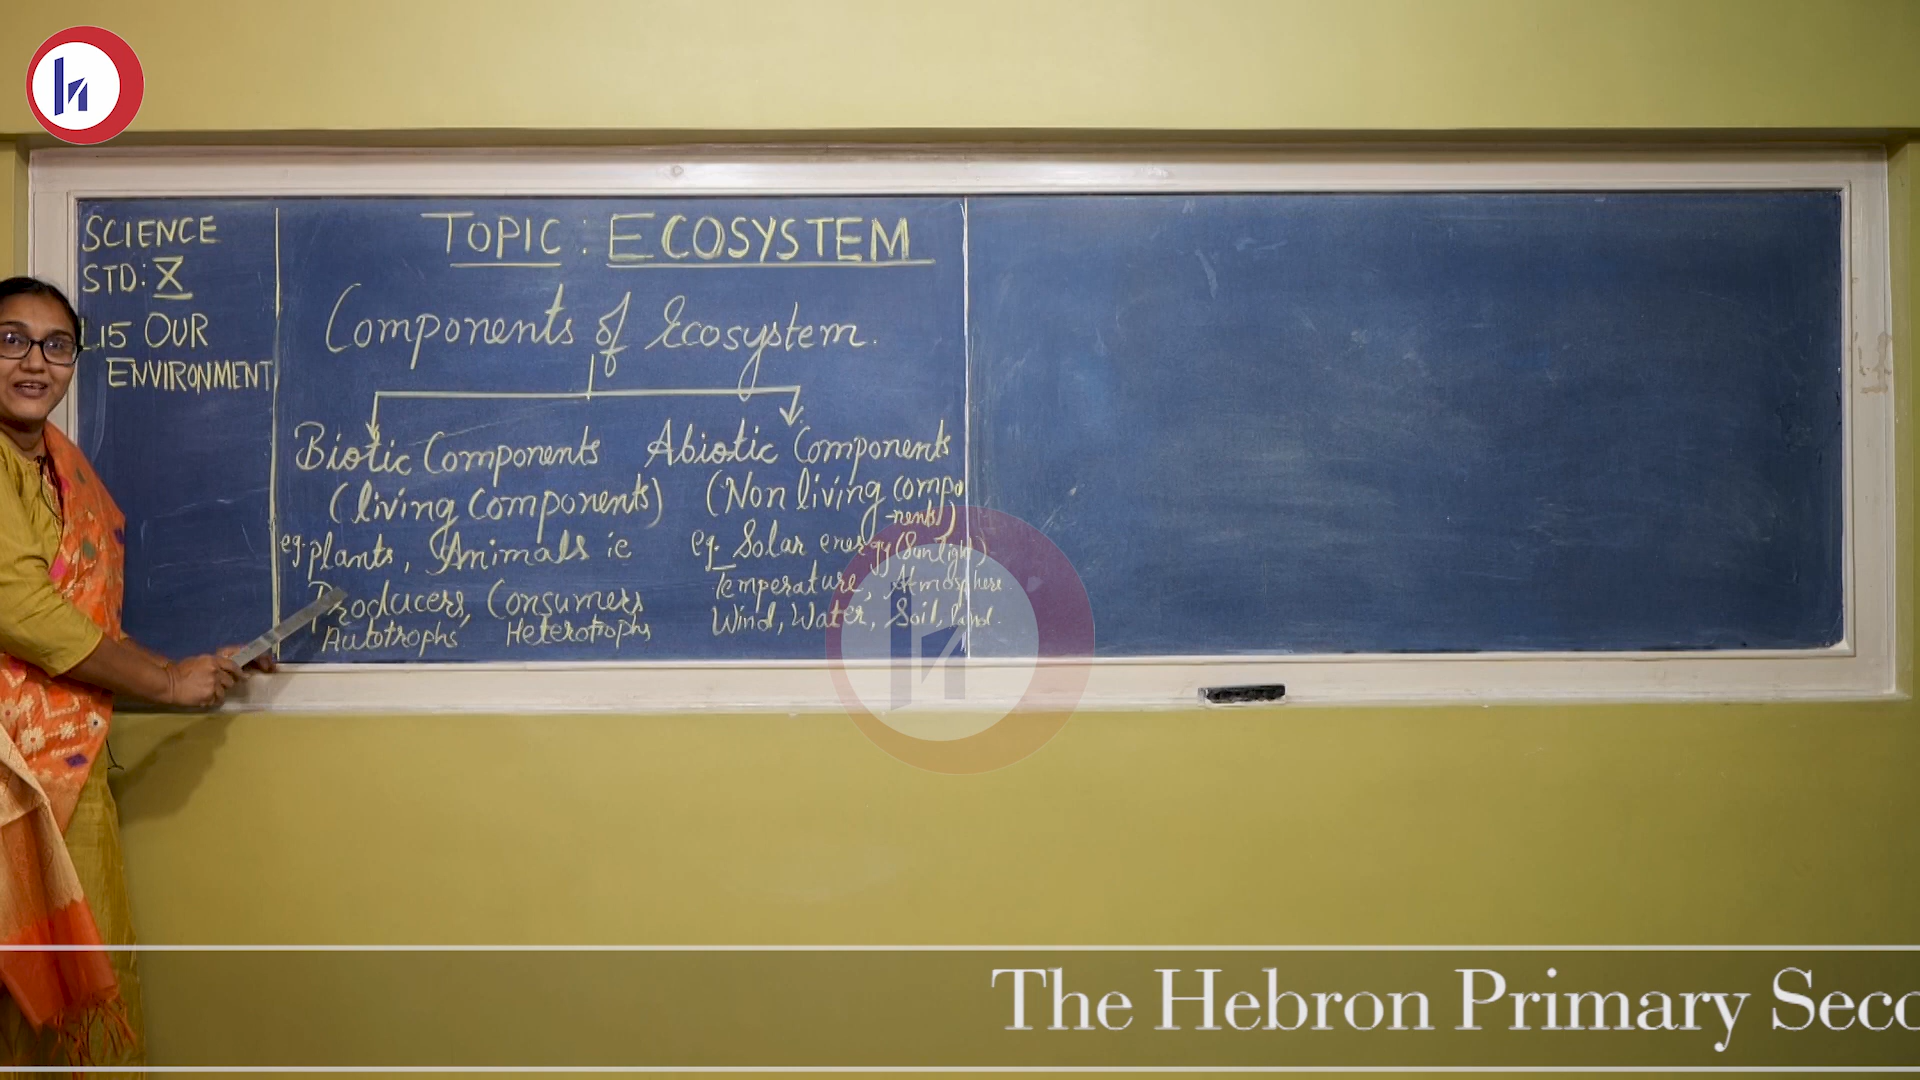 SCIENCE
STD: X
L15 OUR
ENVIRONMENT
TOPIC : ECOSYSTEM
Components of Ecosystem.
Biotic Components
(living Components)
eg. plants, Animals ie
Producers, Consumers
Autotrophs Heterotrophs
Abiotic Components
(Non living compo
-nents)
eg. Solar energy (Sunlight)
Temperature, Atmosphere
Wind, Water, Soil, land.
The Hebron Primary Seco